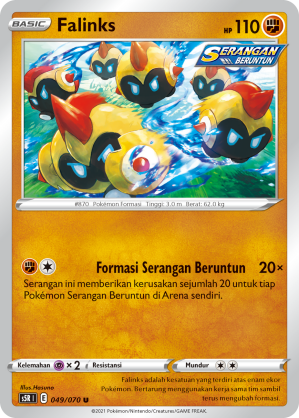 BASIC Falinks HP 110
SERANGAN
BERUNTUN
#870 Pokémon Formasi Tinggi: 3.0 m Berat: 62.0 kg
Formasi Serangan Beruntun 20×
Serangan ini memberikan kerusakan sejumlah 20 untuk tiap
Pokémon Serangan Beruntun di Arena sendiri.
Kelemahan ×2 Resistansi Mundur
Illus. Hasuno
s5R I E 049/070 U
Falinks adalah kesatuan yang terdiri atas enam ekor
Pokémon. Bertarung menggunakan kerja sama tim dan
terus mengubah formasi.
©2021 Pokémon/Nintendo/Creatures/GAME FREAK.